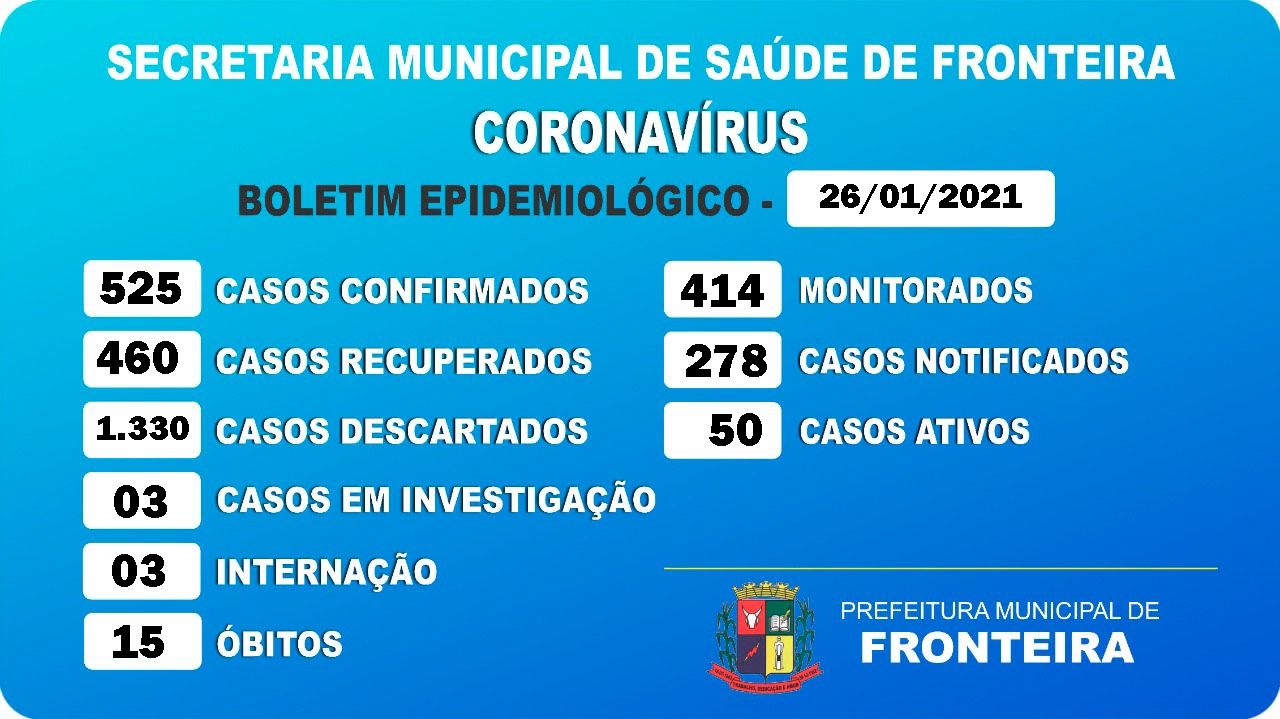 SECRETARIA MUNICIPAL DE SAÚDE DE FRONTEIRA
CORONAVÍRUS
BOLETIM EPIDEMIOLÓGICO - 26/01/2021
525 CASOS CONFIRMADOS
460 CASOS RECUPERADOS
1.330 CASOS DESCARTADOS
03 CASOS EM INVESTIGAÇÃO
03 INTERNAÇÃO
15 ÓBITOS
414 MONITORADOS
278 CASOS NOTIFICADOS
50 CASOS ATIVOS
PREFEITURA MUNICIPAL DE
FRONTEIRA